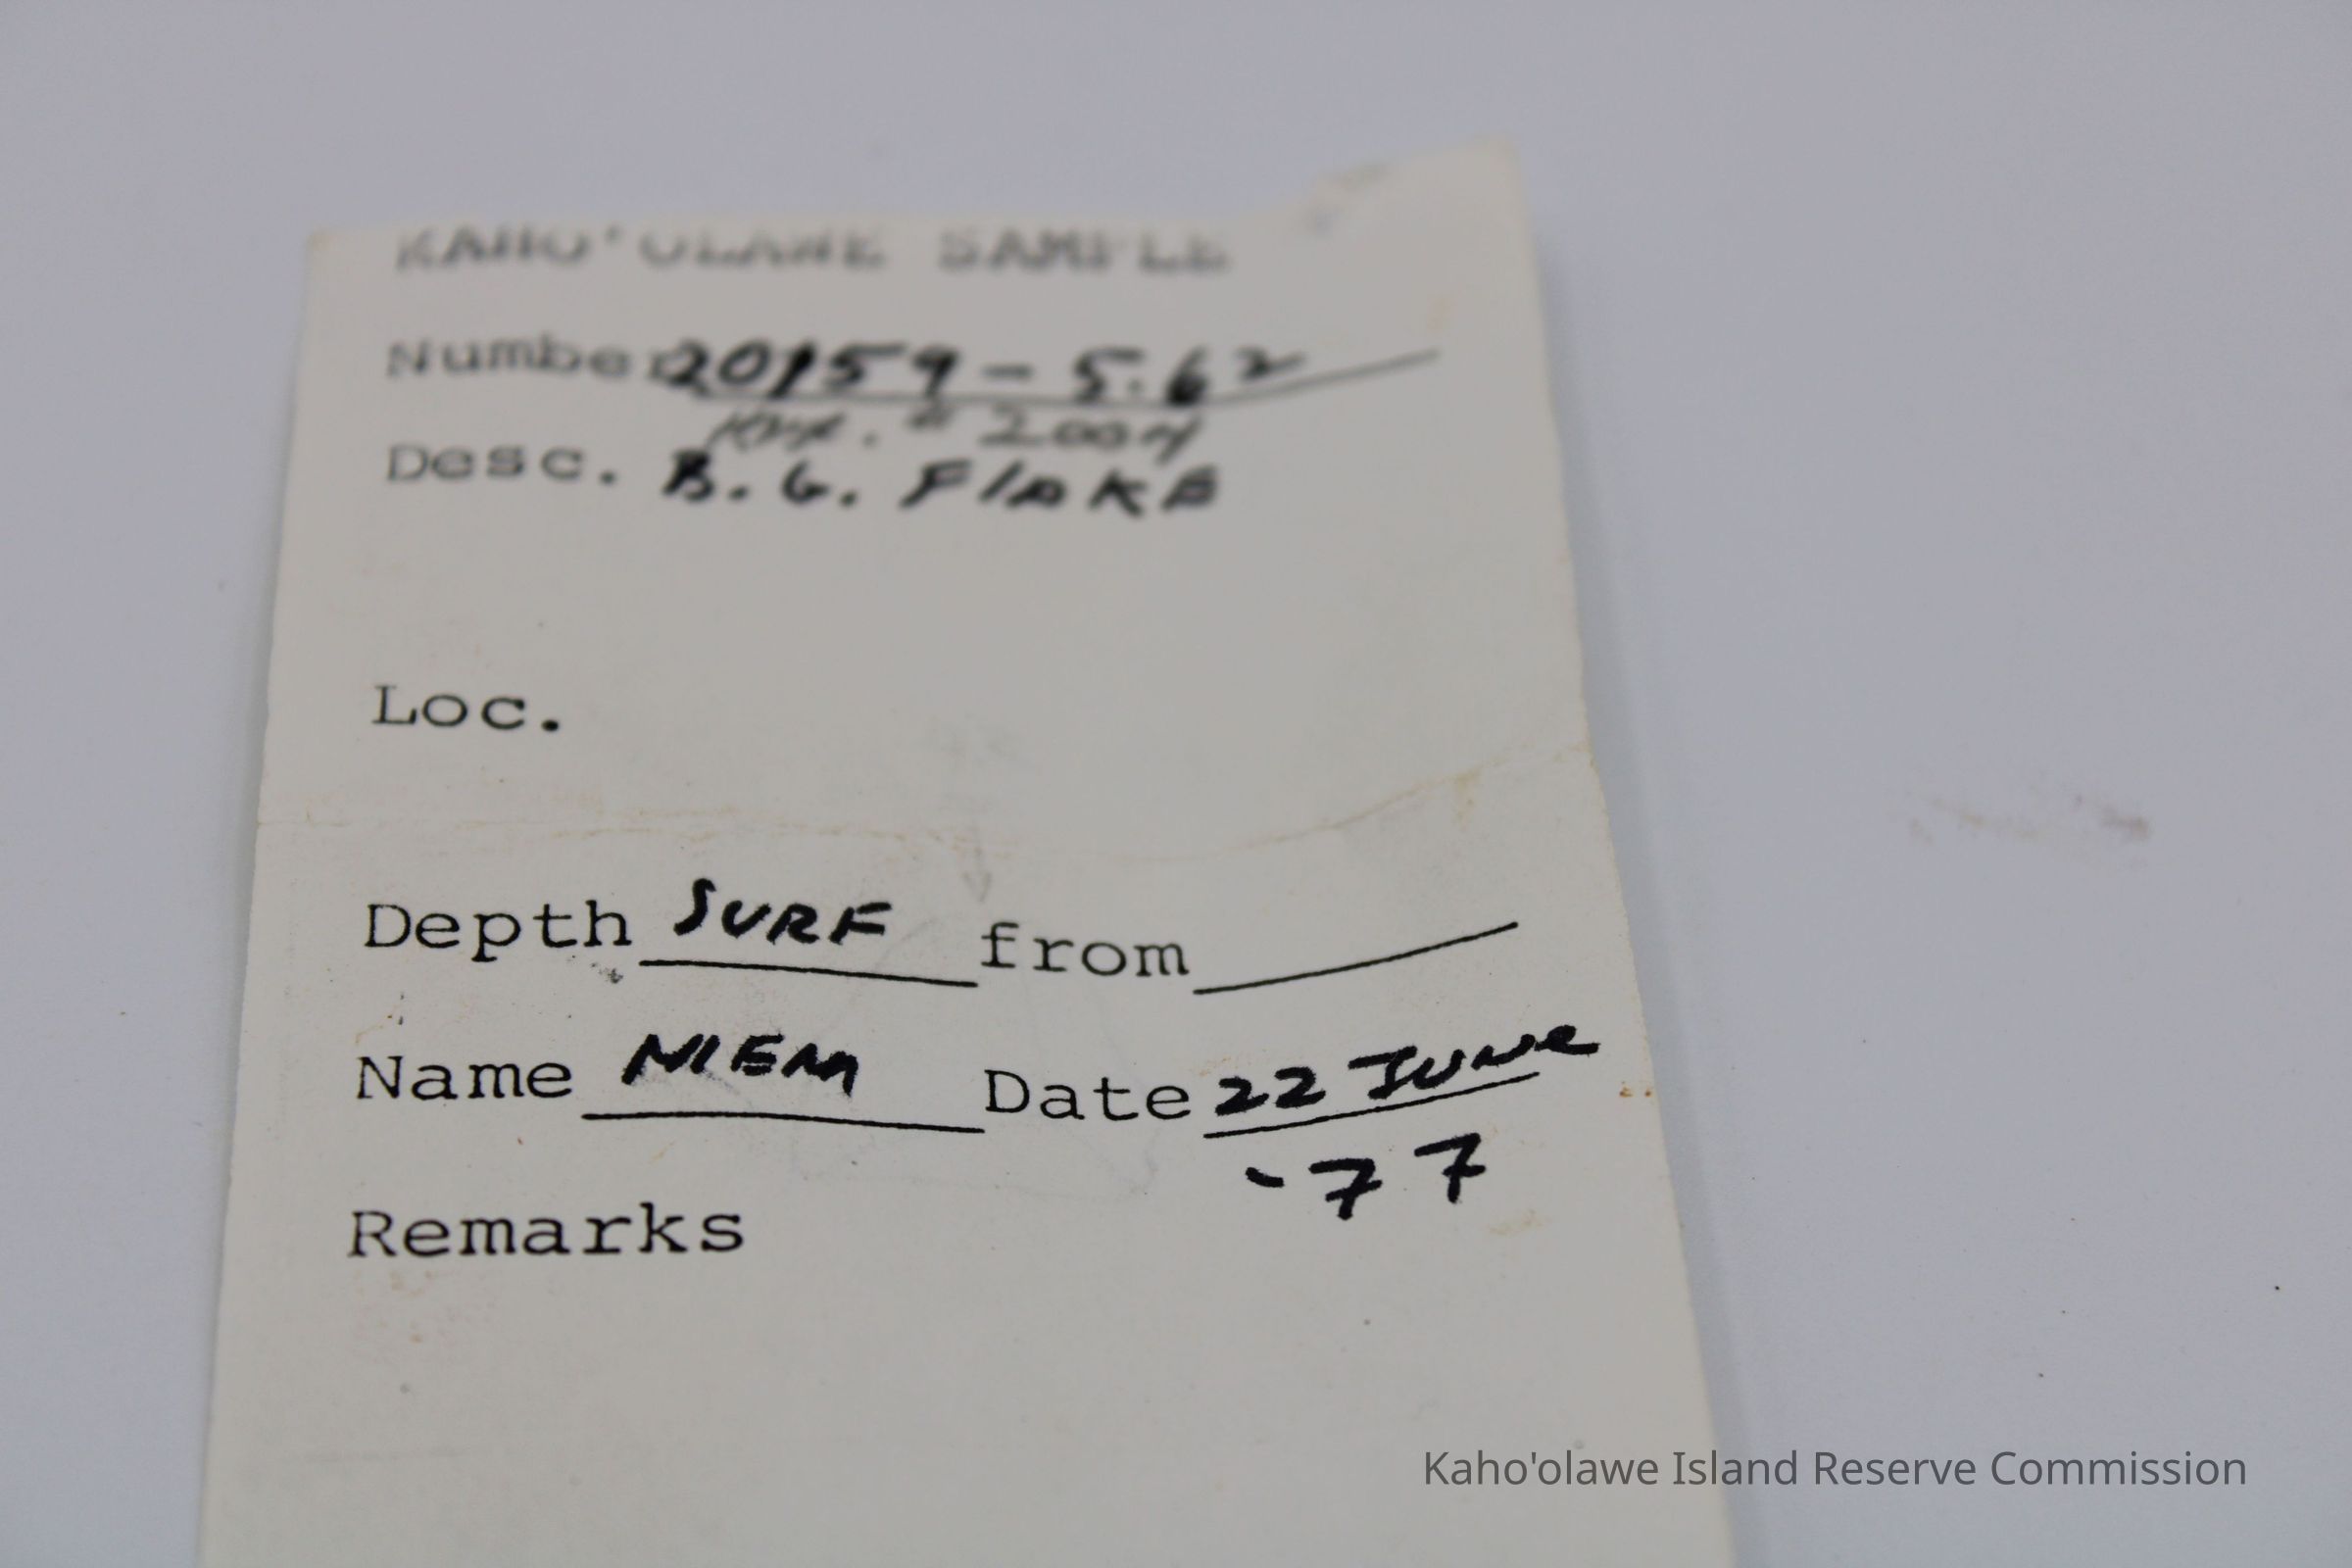 KAHO'OLAWE SAMPLE
Number 20159-5.62
# 2004
Desc. B.G. FlaKE
Loc.
Depth SURF from
Name NIEM Date 22 JUNe
'77
Remarks
Kaho'olawe Island Reserve Commission